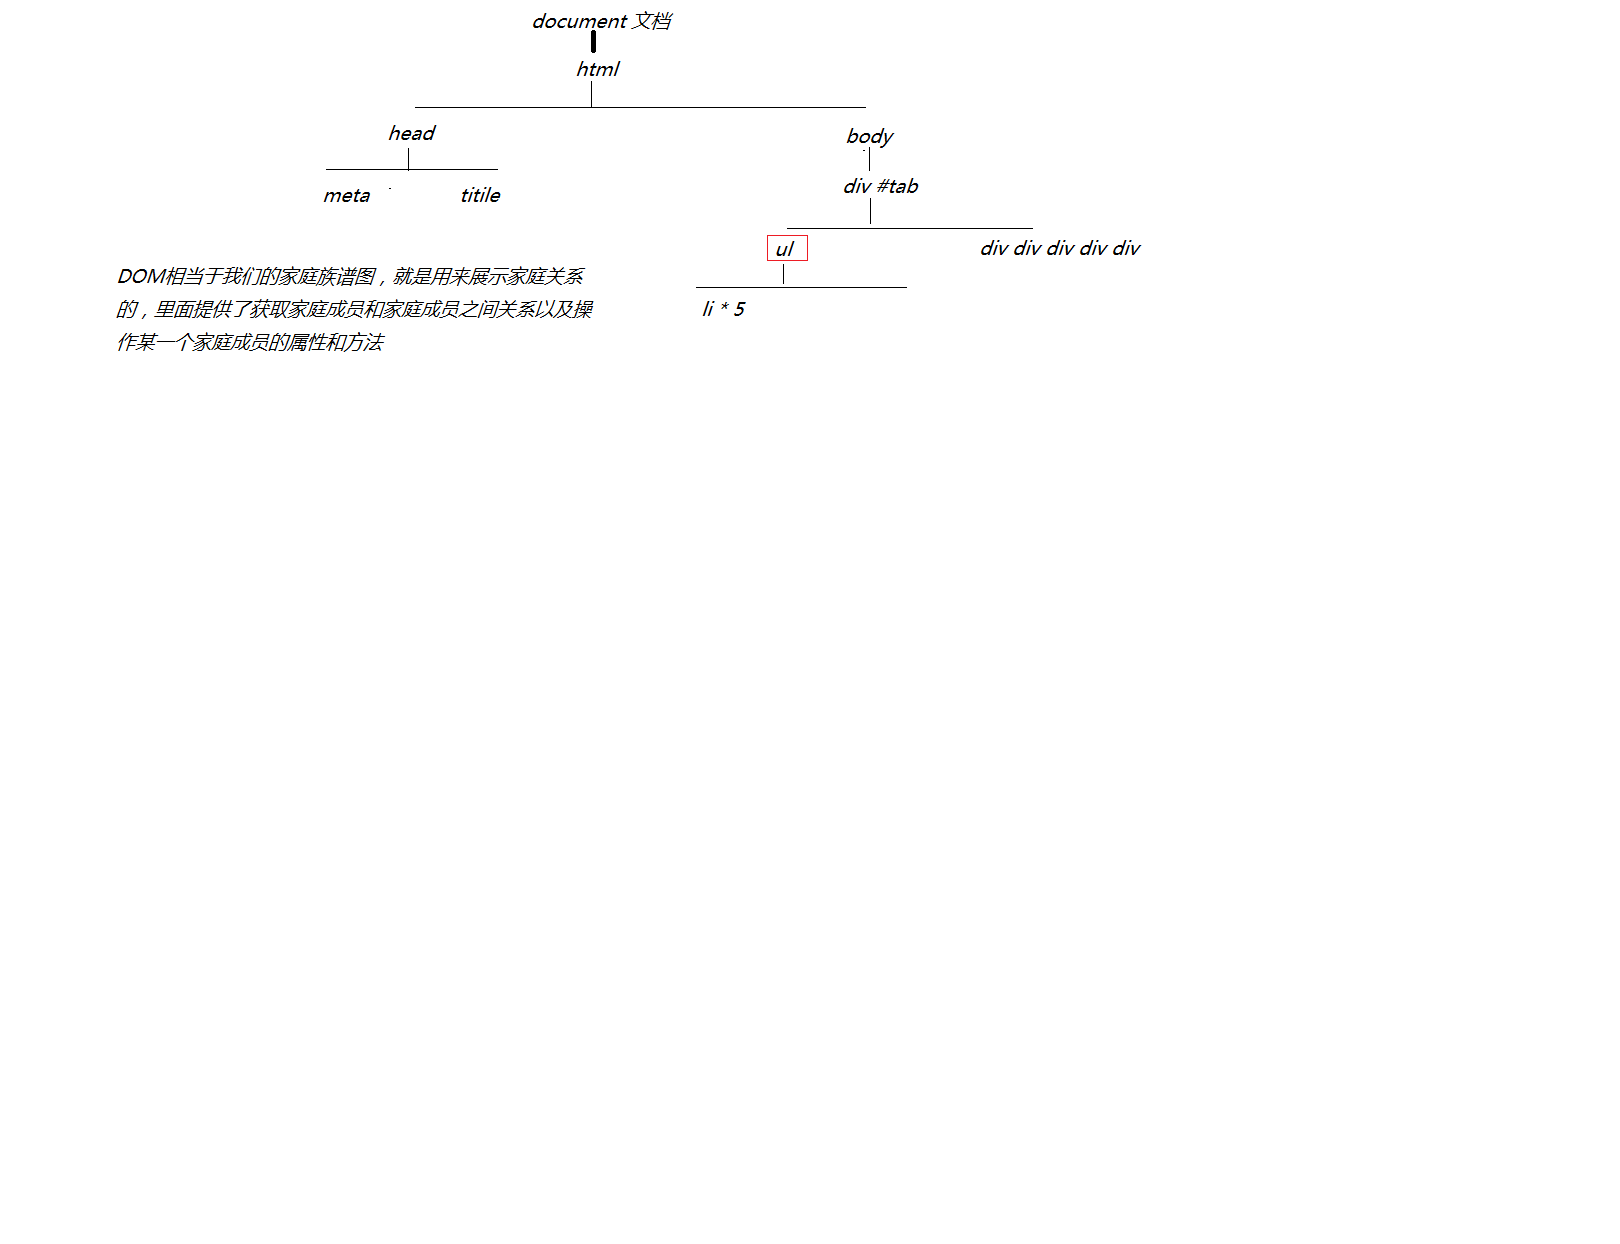 document 文档
html
head
body
meta
titile
div #tab
ul
div div div div div
li * 5
DOM相当于我们的家庭族谱图，就是用来展示家庭关系
的，里面提供了获取家庭成员和家庭成员之间关系以及操
作某一个家庭成员的属性和方法